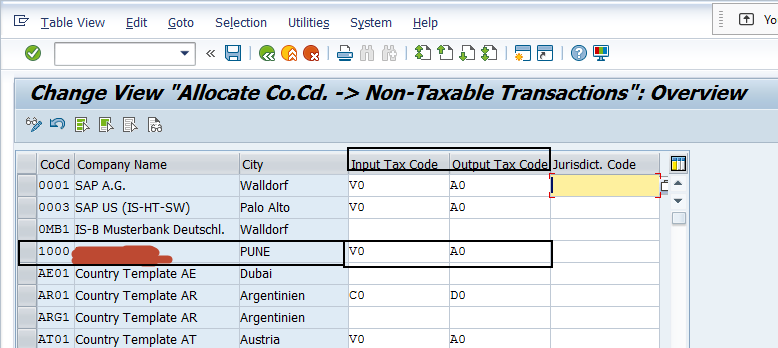 Table View Edit Goto Selection Utilities System Help
Yo
Change View "Allocate Co.Cd. -> Non-Taxable Transactions": Overview
CoCd Company Name City Input Tax Code Output Tax Code Jurisdict. Code
0001 SAP A.G. Walldorf V0 A0
0003 SAP US (IS-HT-SW) Palo Alto V0 A0
0MB1 IS-B Musterbank Deutschl. Walldorf
1000 PUNE V0 A0
AE01 Country Template AE Dubai
AR01 Country Template AR Argentinien C0 D0
ARG1 Country Template AR Argentinien
AT01 Country Template AT Austria V0 A0